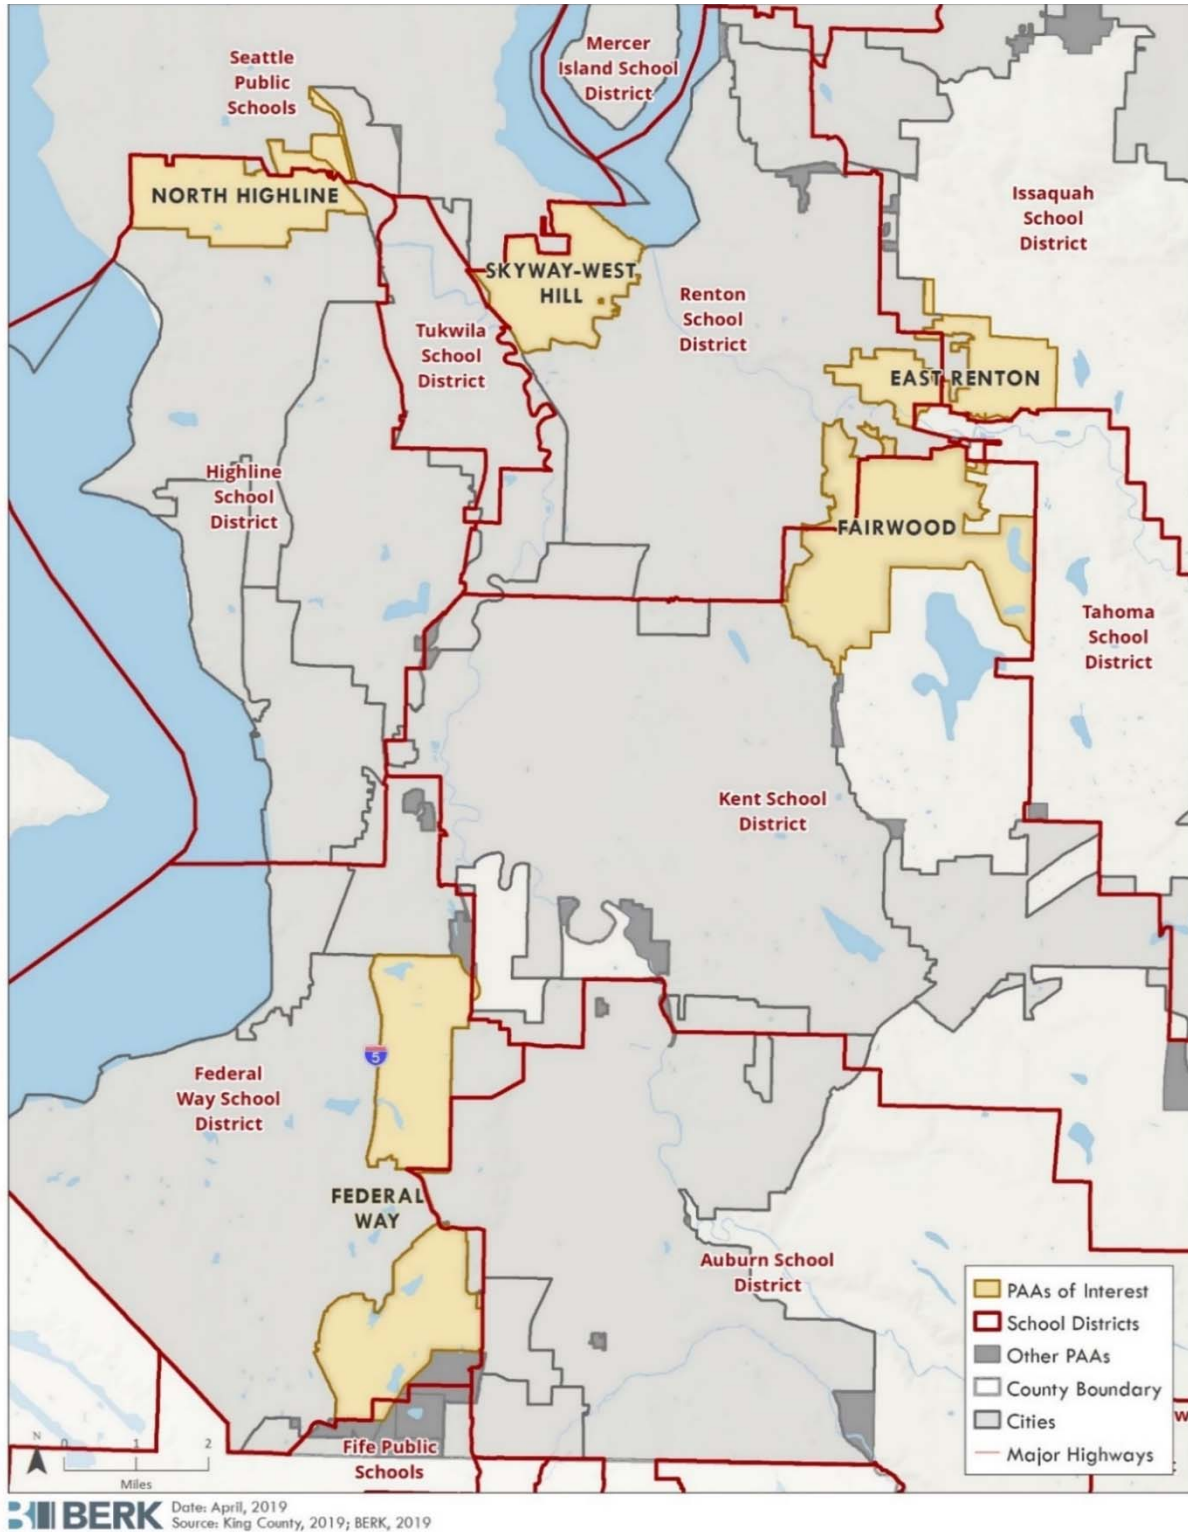 Seattle
Public
Schools
Mercer
Island School
District
NORTH HIGHLINE
Issaquah
School
District
SKYWAY-WEST
HILL
Renton
School
District
Tukwila
School
District
EAST RENTON
Highline
School
District
FAIRWOOD
Tahoma
School
District
Kent School
District
5
Federal
Way School
District
FEDERAL
WAY
Auburn School
District
Fife Public
Schools
PAAs of Interest
School Districts
Other PAAs
County Boundary
Cities
Major Highways
W
N
0 1 2
Miles
BERK
Date: April, 2019
Source: King County, 2019; BERK, 2019